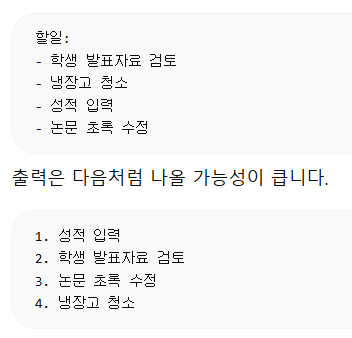 할일:
- 학생 발표자료 검토
- 냉장고 청소
- 성적 입력
- 논문 초록 수정
출력은 다음처럼 나올 가능성이 큽니다.
1. 성적 입력
2. 학생 발표자료 검토
3. 논문 초록 수정
4. 냉장고 청소